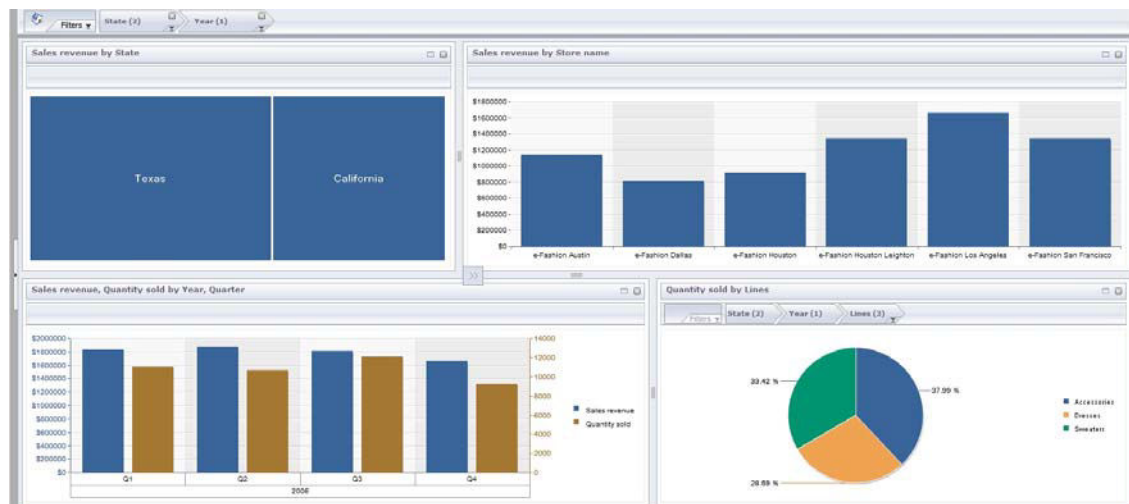 Filters State (2) Year (1)
Sales revenue by State
Texas California
Sales revenue by Store name
$1800000
$1600000
$1400000
$1200000
$1000000
$800000
$600000
$400000
$200000
$0
e-Fashion Austin e-Fashion Dallas e-Fashion Houston e-Fashion Houston Leighton e-Fashion Los Angeles e-Fashion San Francisco
Sales revenue, Quantity sold by Year, Quarter
$2000000
$1800000
$1600000
$1400000
$1200000
$1000000
$800000
$600000
$400000
$200000
$0
14000
12000
10000
8000
6000
4000
2000
0
Q1 Q2 Q3 Q4
2006
Sales revenue
Quantity sold
Quantity sold by Lines
Filters State (2) Year (1) Lines (3)
33.42 %
37.99 %
28.59 %
Accessories
Dresses
Sweaters